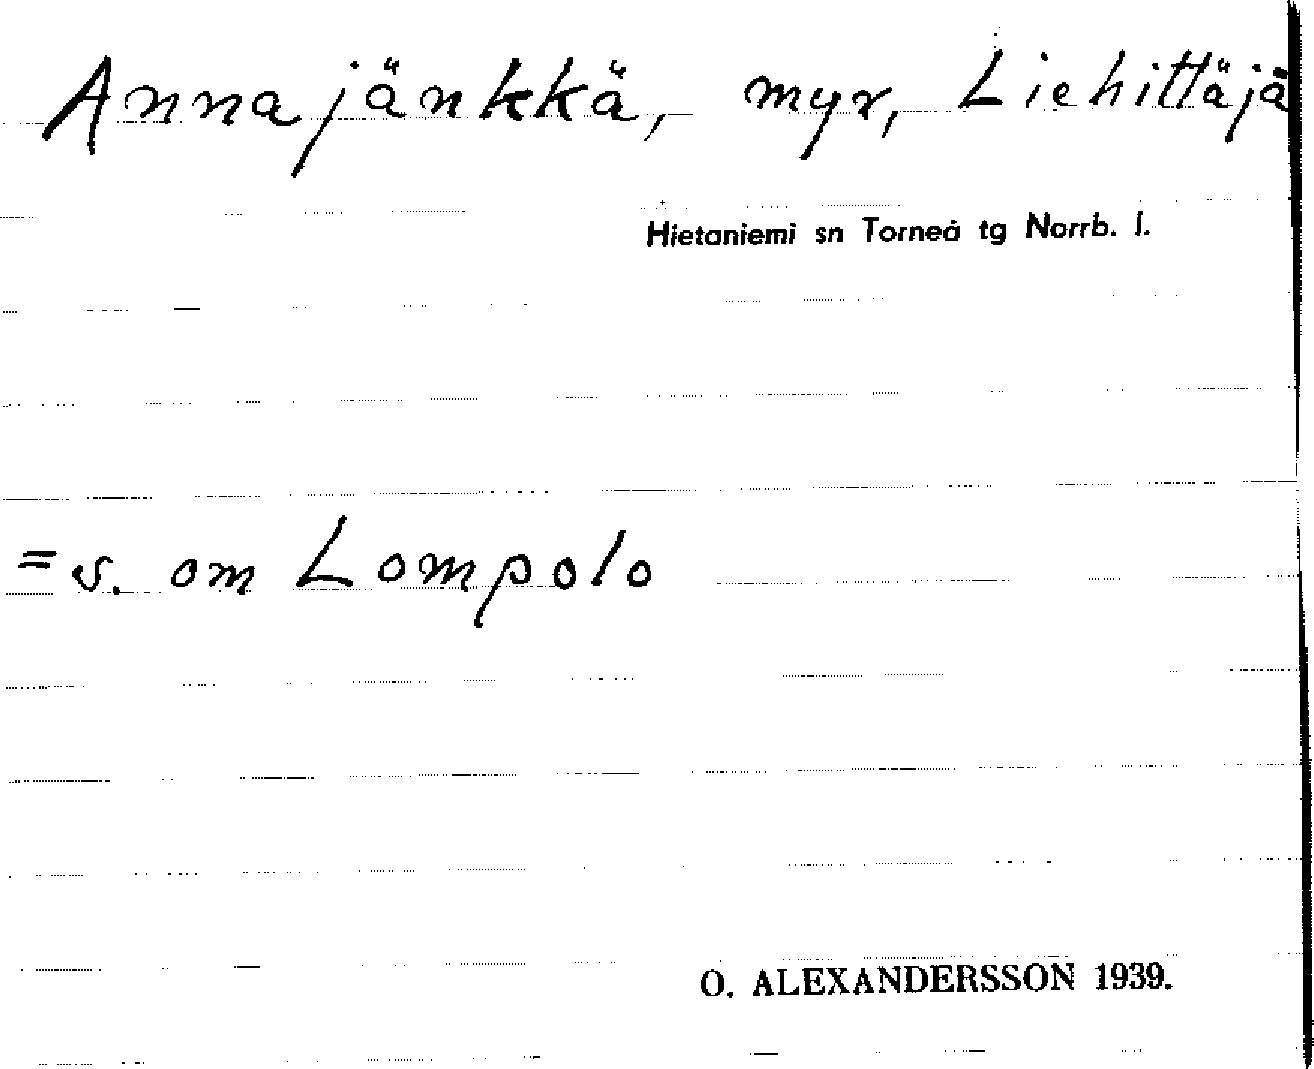 Annajänkkä, myr, Liehittäjä
Hietaniemi sn Torneå tg Norrb. l.
= s. om Lompolo
O. ALEXANDERSSON 1939.